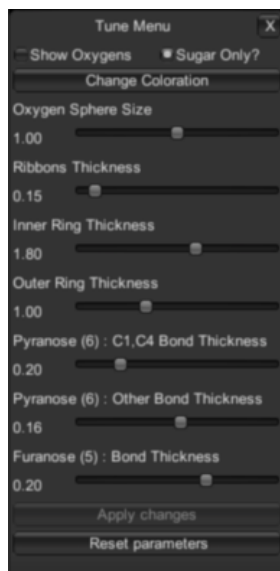 Tune Menu X
Show Oxygens Sugar Only?
Change Coloration
Oxygen Sphere Size
1.00
Ribbons Thickness
0.15
Inner Ring Thickness
1.80
Outer Ring Thickness
1.00
Pyranose (6) : C1,C4 Bond Thickness
0.20
Pyranose (6) : Other Bond Thickness
0.16
Furanose (5) : Bond Thickness
0.20
Apply changes
Reset parameters